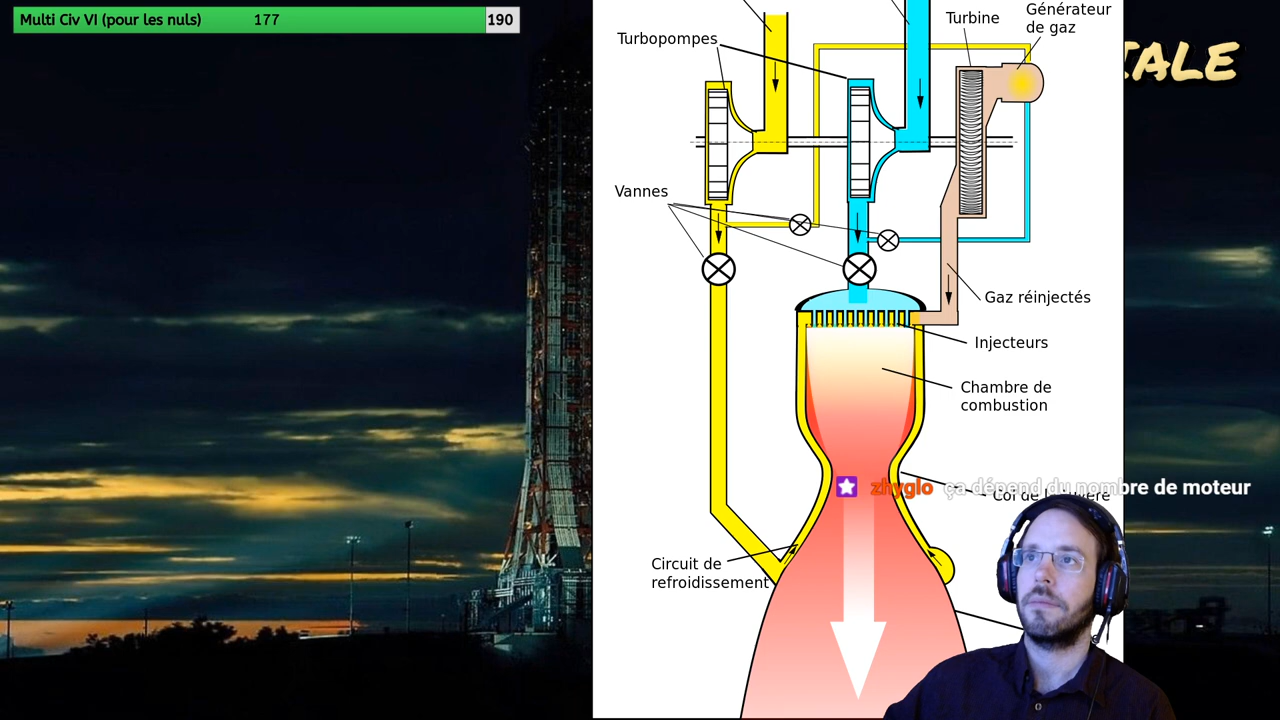 Multi Civ VI (pour les nuls) 177 190
Générateur
de gaz
Turbine
Turbopompes
Vannes
Gaz réinjectés
Injecteurs
Chambre de
combustion
zhyglo ça dépend du nombre de moteur
Circuit de
refroidissement